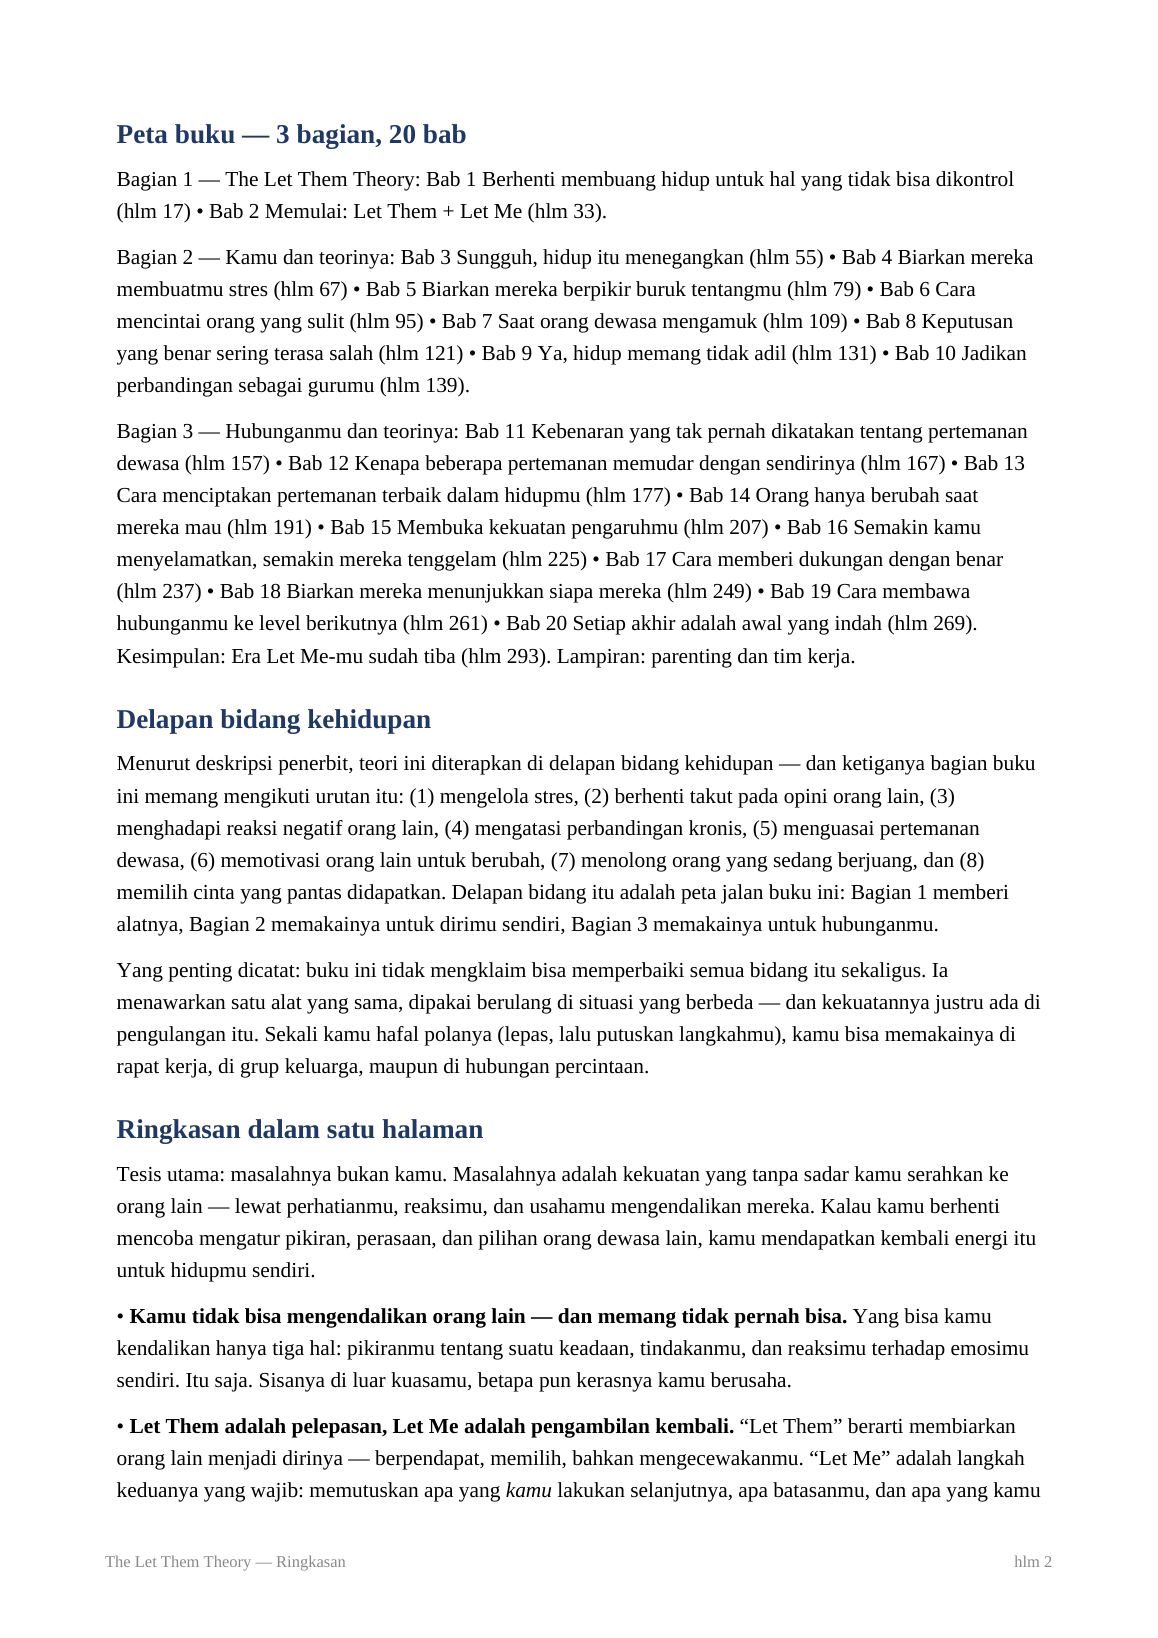 Peta buku — 3 bagian, 20 bab
Bagian 1 — The Let Them Theory: Bab 1 Berhenti membuang hidup untuk hal yang tidak bisa dikontrol
(hlm 17) • Bab 2 Memulai: Let Them + Let Me (hlm 33).
Bagian 2 — Kamu dan teorinya: Bab 3 Sungguh, hidup itu menegangkan (hlm 55) • Bab 4 Biarkan mereka
membuatmu stres (hlm 67) • Bab 5 Biarkan mereka berpikir buruk tentangmu (hlm 79) • Bab 6 Cara
mencintai orang yang sulit (hlm 95) • Bab 7 Saat orang dewasa mengamuk (hlm 109) • Bab 8 Keputusan
yang benar sering terasa salah (hlm 121) • Bab 9 Ya, hidup memang tidak adil (hlm 131) • Bab 10 Jadikan
perbandingan sebagai gurumu (hlm 139).
Bagian 3 — Hubunganmu dan teorinya: Bab 11 Kebenaran yang tak pernah dikatakan tentang pertemanan
dewasa (hlm 157) • Bab 12 Kenapa beberapa pertemanan memudar dengan sendirinya (hlm 167) • Bab 13
Cara menciptakan pertemanan terbaik dalam hidupmu (hlm 177) • Bab 14 Orang hanya berubah saat
mereka mau (hlm 191) • Bab 15 Membuka kekuatan pengaruhmu (hlm 207) • Bab 16 Semakin kamu
menyelamatkan, semakin mereka tenggelam (hlm 225) • Bab 17 Cara memberi dukungan dengan benar
(hlm 237) • Bab 18 Biarkan mereka menunjukkan siapa mereka (hlm 249) • Bab 19 Cara membawa
hubunganmu ke level berikutnya (hlm 261) • Bab 20 Setiap akhir adalah awal yang indah (hlm 269).
Kesimpulan: Era Let Me-mu sudah tiba (hlm 293). Lampiran: parenting dan tim kerja.
Delapan bidang kehidupan
Menurut deskripsi penerbit, teori ini diterapkan di delapan bidang kehidupan — dan ketiganya bagian buku
ini memang mengikuti urutan itu: (1) mengelola stres, (2) berhenti takut pada opini orang lain, (3)
menghadapi reaksi negatif orang lain, (4) mengatasi perbandingan kronis, (5) menguasai pertemanan
dewasa, (6) memotivasi orang lain untuk berubah, (7) menolong orang yang sedang berjuang, dan (8)
memilih cinta yang pantas didapatkan. Delapan bidang itu adalah peta jalan buku ini: Bagian 1 memberi
alatnya, Bagian 2 memakainya untuk dirimu sendiri, Bagian 3 memakainya untuk hubunganmu.
Yang penting dicatat: buku ini tidak mengklaim bisa memperbaiki semua bidang itu sekaligus. Ia
menawarkan satu alat yang sama, dipakai berulang di situasi yang berbeda — dan kekuatannya justru ada di
pengulangan itu. Sekali kamu hafal polanya (lepas, lalu putuskan langkahmu), kamu bisa memakainya di
rapat kerja, di grup keluarga, maupun di hubungan percintaan.
Ringkasan dalam satu halaman
Tesis utama: masalahnya bukan kamu. Masalahnya adalah kekuatan yang tanpa sadar kamu serahkan ke
orang lain — lewat perhatianmu, reaksimu, dan usahamu mengendalikan mereka. Kalau kamu berhenti
mencoba mengatur pikiran, perasaan, dan pilihan orang dewasa lain, kamu mendapatkan kembali energi itu
untuk hidupmu sendiri.
• Kamu tidak bisa mengendalikan orang lain — dan memang tidak pernah bisa. Yang bisa kamu
kendalikan hanya tiga hal: pikiranmu tentang suatu keadaan, tindakanmu, dan reaksimu terhadap emosimu
sendiri. Itu saja. Sisanya di luar kuasamu, betapa pun kerasnya kamu berusaha.
• Let Them adalah pelepasan, Let Me adalah pengambilan kembali. “Let Them” berarti membiarkan
orang lain menjadi dirinya — berpendapat, memilih, bahkan mengecewakanmu. “Let Me” adalah langkah
keduanya yang wajib: memutuskan apa yang kamu lakukan selanjutnya, apa batasanmu, dan apa yang kamu
The Let Them Theory — Ringkasan
hlm 2